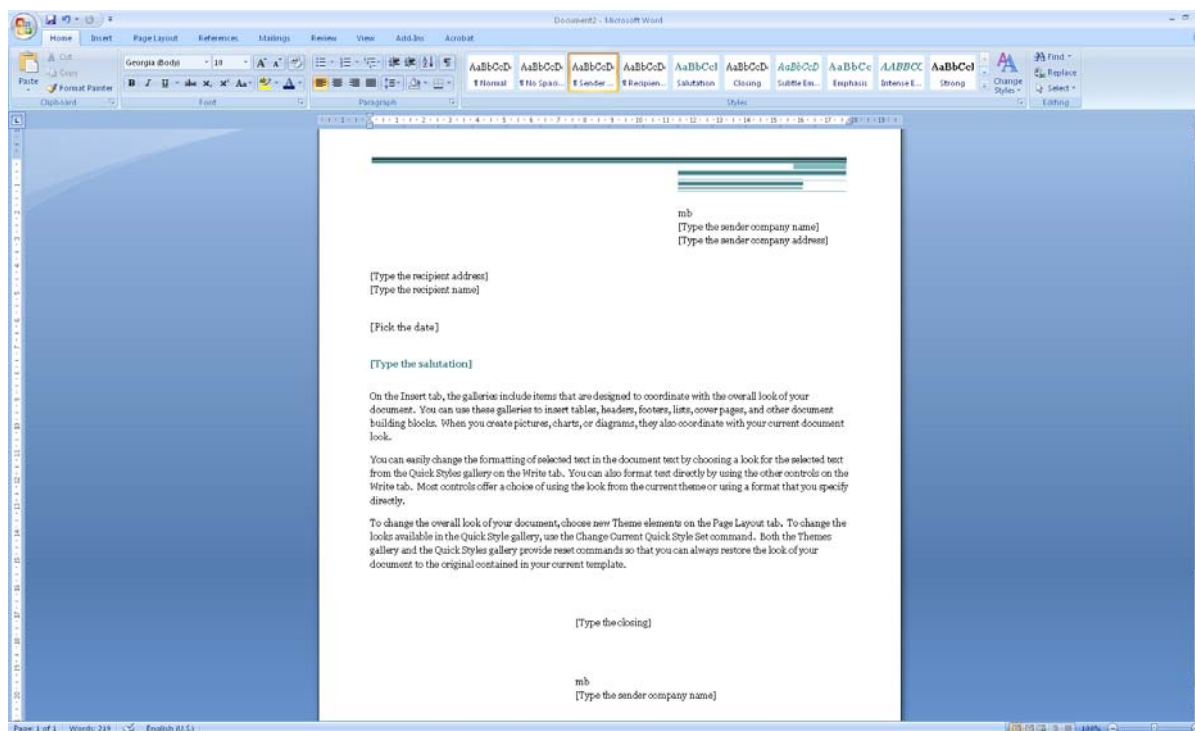 Document2 - Microsoft Word
Home Insert Page Layout References Mailings Review View Add-Ins Acrobat
Cut
Copy
Paste
Format Painter
Georgia (Body) 10
AaBbCcD AaBbCcD AaBbCcD AaBbCcD AaBbCcI AaBbCcD AaBbCcD AaBbCc AABBCC AaBbCcI
¶ Normal ¶ No Spaci... ¶ Sender ... ¶ Recipien... Salutation Closing Subtle Em... Emphasis Intense E... Strong
Change Styles
Find
Replace
Select
Clipboard Font Paragraph Styles Editing
mb
[Type the sender company name]
[Type the sender company address]
[Type the recipient address]
[Type the recipient name]
[Pick the date]
[Type the salutation]
On the Insert tab, the galleries include items that are designed to coordinate with the overall look of your
document. You can use these galleries to insert tables, headers, footers, lists, cover pages, and other document
building blocks. When you create pictures, charts, or diagrams, they also coordinate with your current document
look.
You can easily change the formatting of selected text in the document text by choosing a look for the selected text
from the Quick Styles gallery on the Write tab. You can also format text directly by using the other controls on the
Write tab. Most controls offer a choice of using the look from the current theme or using a format that you specify
directly.
To change the overall look of your document, choose new Theme elements on the Page Layout tab. To change the
looks available in the Quick Style gallery, use the Change Current Quick Style Set command. Both the Themes
gallery and the Quick Styles gallery provide reset commands so that you can always restore the look of your
document to the original contained in your current template.
[Type the closing]
mb
[Type the sender company name]
Page: 1 of 1 Words: 219 English (U.S.) 100%